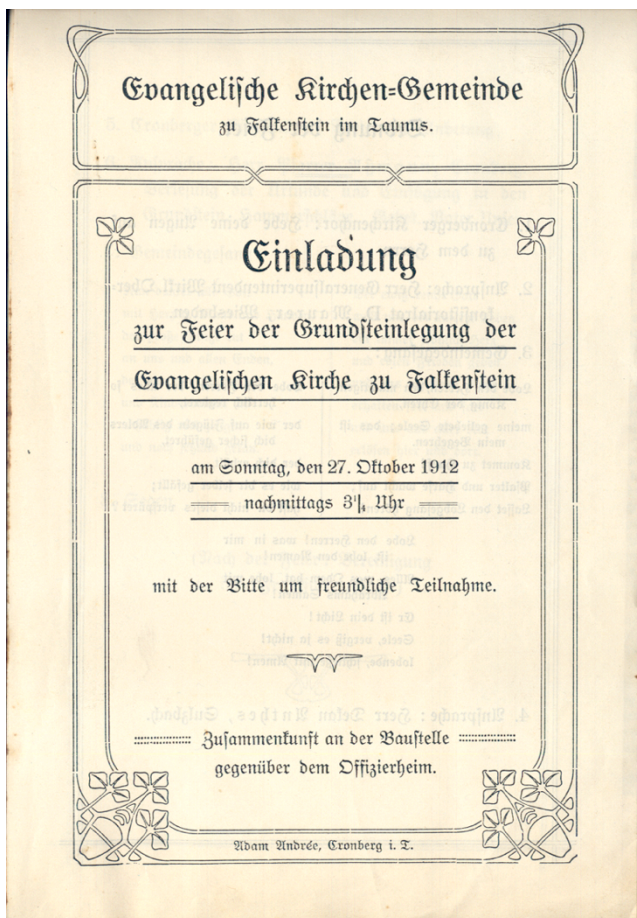 Evangelische Kirchen=Gemeinde
zu Falkenstein im Taunus.
Einladung
zur Feier der Grundsteinlegung der
Evangelischen Kirche zu Falkenstein
am Sonntag, den 27. Oktober 1912
nachmittags 3¼ Uhr
mit der Bitte um freundliche Teilnahme.
Zusammenkunft an der Baustelle
gegenüber dem Offizierheim.
Adam Andrée, Cronberg i. T.